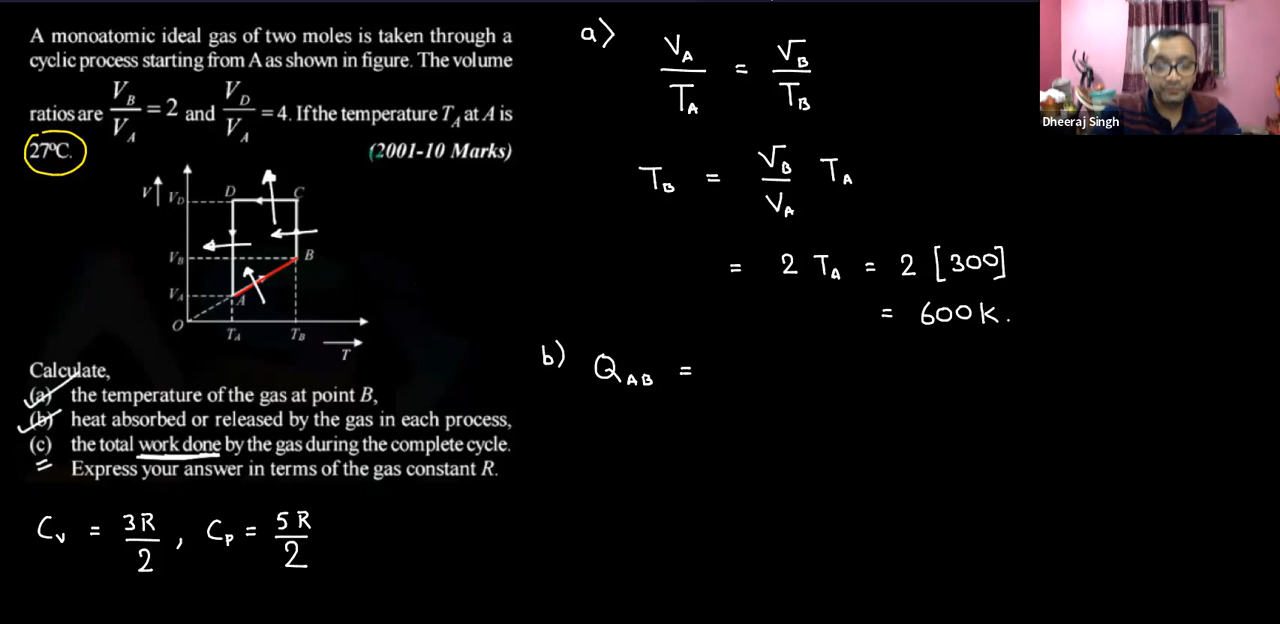 A monoatomic ideal gas of two moles is taken through a
cyclic process starting from A as shown in figure. The volume
ratios are V_B/V_A = 2 and V_D/V_A = 4. If the temperature T_A at A is
27°C. (2001-10 Marks)
V↑ V_D D C
V_B B
V_A A
O T_A T_B
T
Calculate,
(a) the temperature of the gas at point B,
(b) heat absorbed or released by the gas in each process,
(c) the total work done by the gas during the complete cycle.
Express your answer in terms of the gas constant R.
C_v = 3R/2 , C_p = 5R/2
a) V_A/T_A = V_B/T_B
T_B = V_B/V_A T_A
= 2 T_A = 2 [300]
= 600 K.
b) Q_AB =
Dheeraj Singh